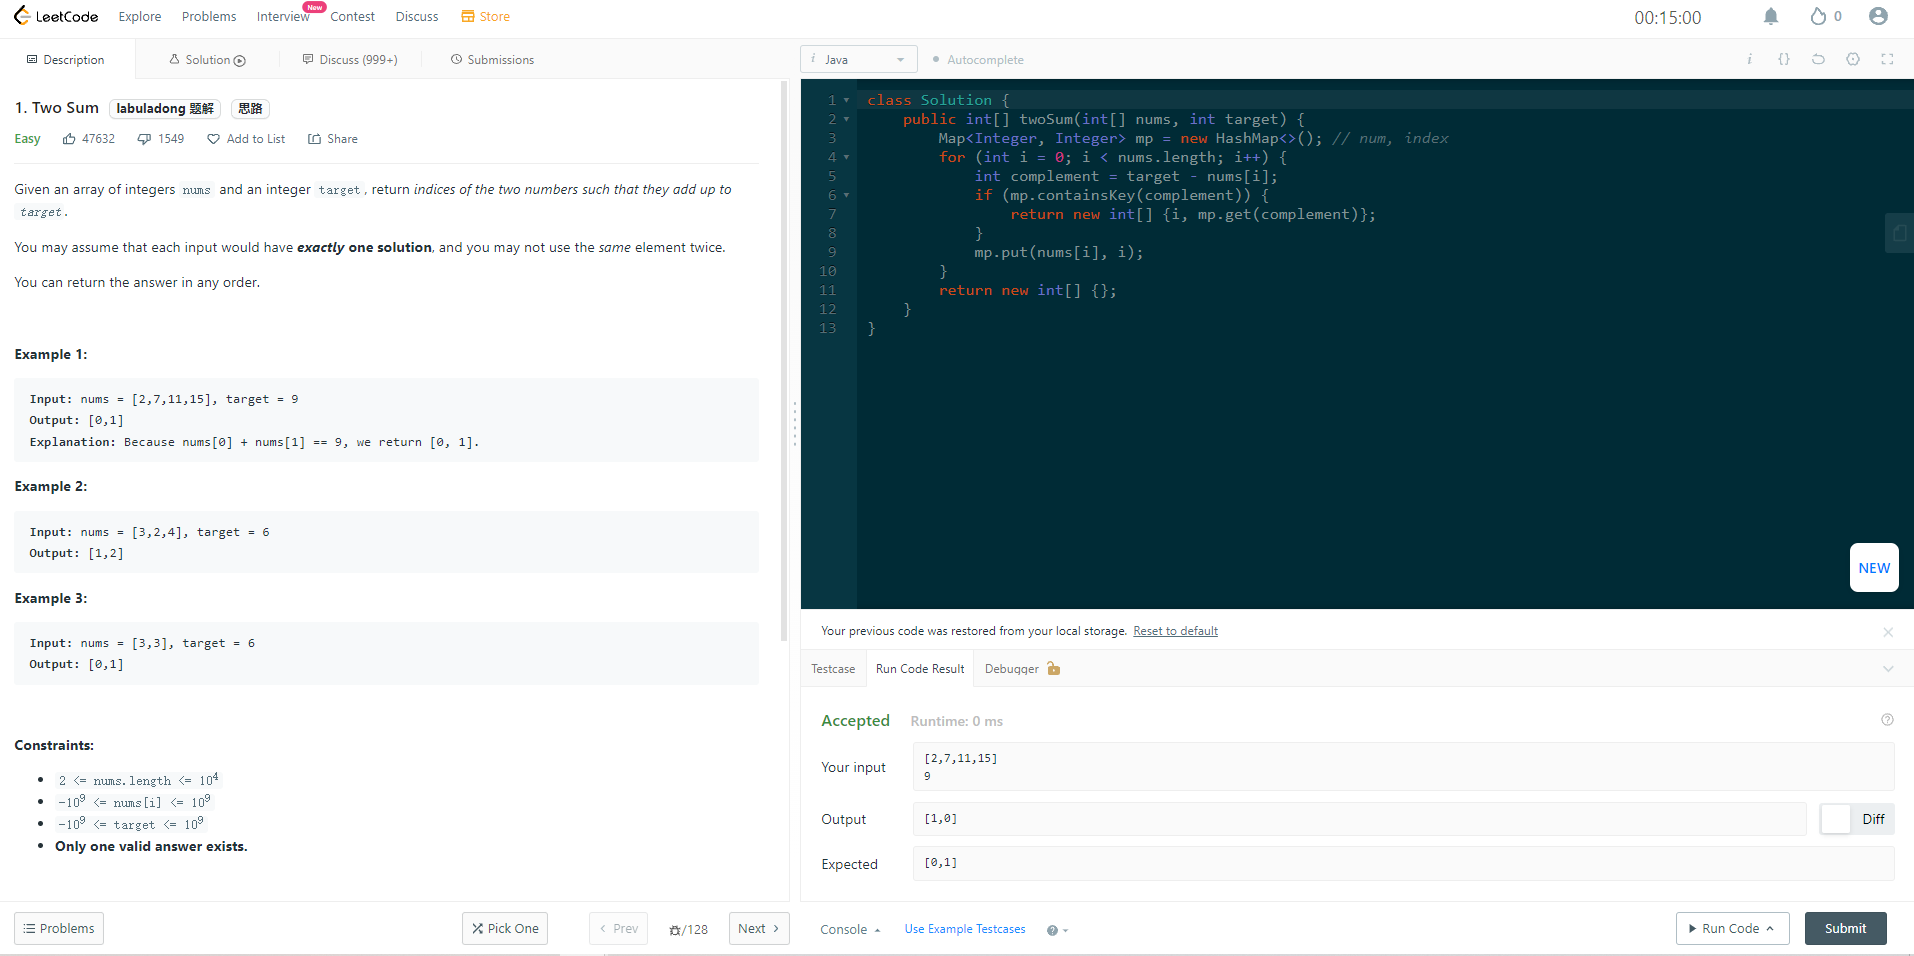 LeetCode
Explore
Problems
Interview
New
Contest
Discuss
Store
00:15:00
0
Description
Solution
Discuss (999+)
Submissions
1. Two Sum
labuladong 题解
思路
Easy
47632
1549
Add to List
Share
Given an array of integers nums and an integer target, return indices of the two numbers such that they add up to
target.
You may assume that each input would have exactly one solution, and you may not use the same element twice.
You can return the answer in any order.
Example 1:
Input: nums = [2,7,11,15], target = 9
Output: [0,1]
Explanation: Because nums[0] + nums[1] == 9, we return [0, 1].
Example 2:
Input: nums = [3,2,4], target = 6
Output: [1,2]
Example 3:
Input: nums = [3,3], target = 6
Output: [0,1]
Constraints:
• 2 <= nums.length <= 10⁴
• -10⁹ <= nums[i] <= 10⁹
• -10⁹ <= target <= 10⁹
• Only one valid answer exists.
Problems
Pick One
< Prev
/128
Next >
i Java
• Autocomplete
i
{}
1 class Solution {
2     public int[] twoSum(int[] nums, int target) {
3         Map<Integer, Integer> mp = new HashMap<>(); // num, index
4         for (int i = 0; i < nums.length; i++) {
5             int complement = target - nums[i];
6             if (mp.containsKey(complement)) {
7                 return new int[] {i, mp.get(complement)};
8             }
9             mp.put(nums[i], i);
10         }
11         return new int[] {};
12     }
13 }
NEW
Your previous code was restored from your local storage. Reset to default
Testcase
Run Code Result
Debugger
Accepted
Runtime: 0 ms
Your input
[2,7,11,15]
9
Output
[1,0]
Diff
Expected
[0,1]
Console
Use Example Testcases
Run Code
Submit